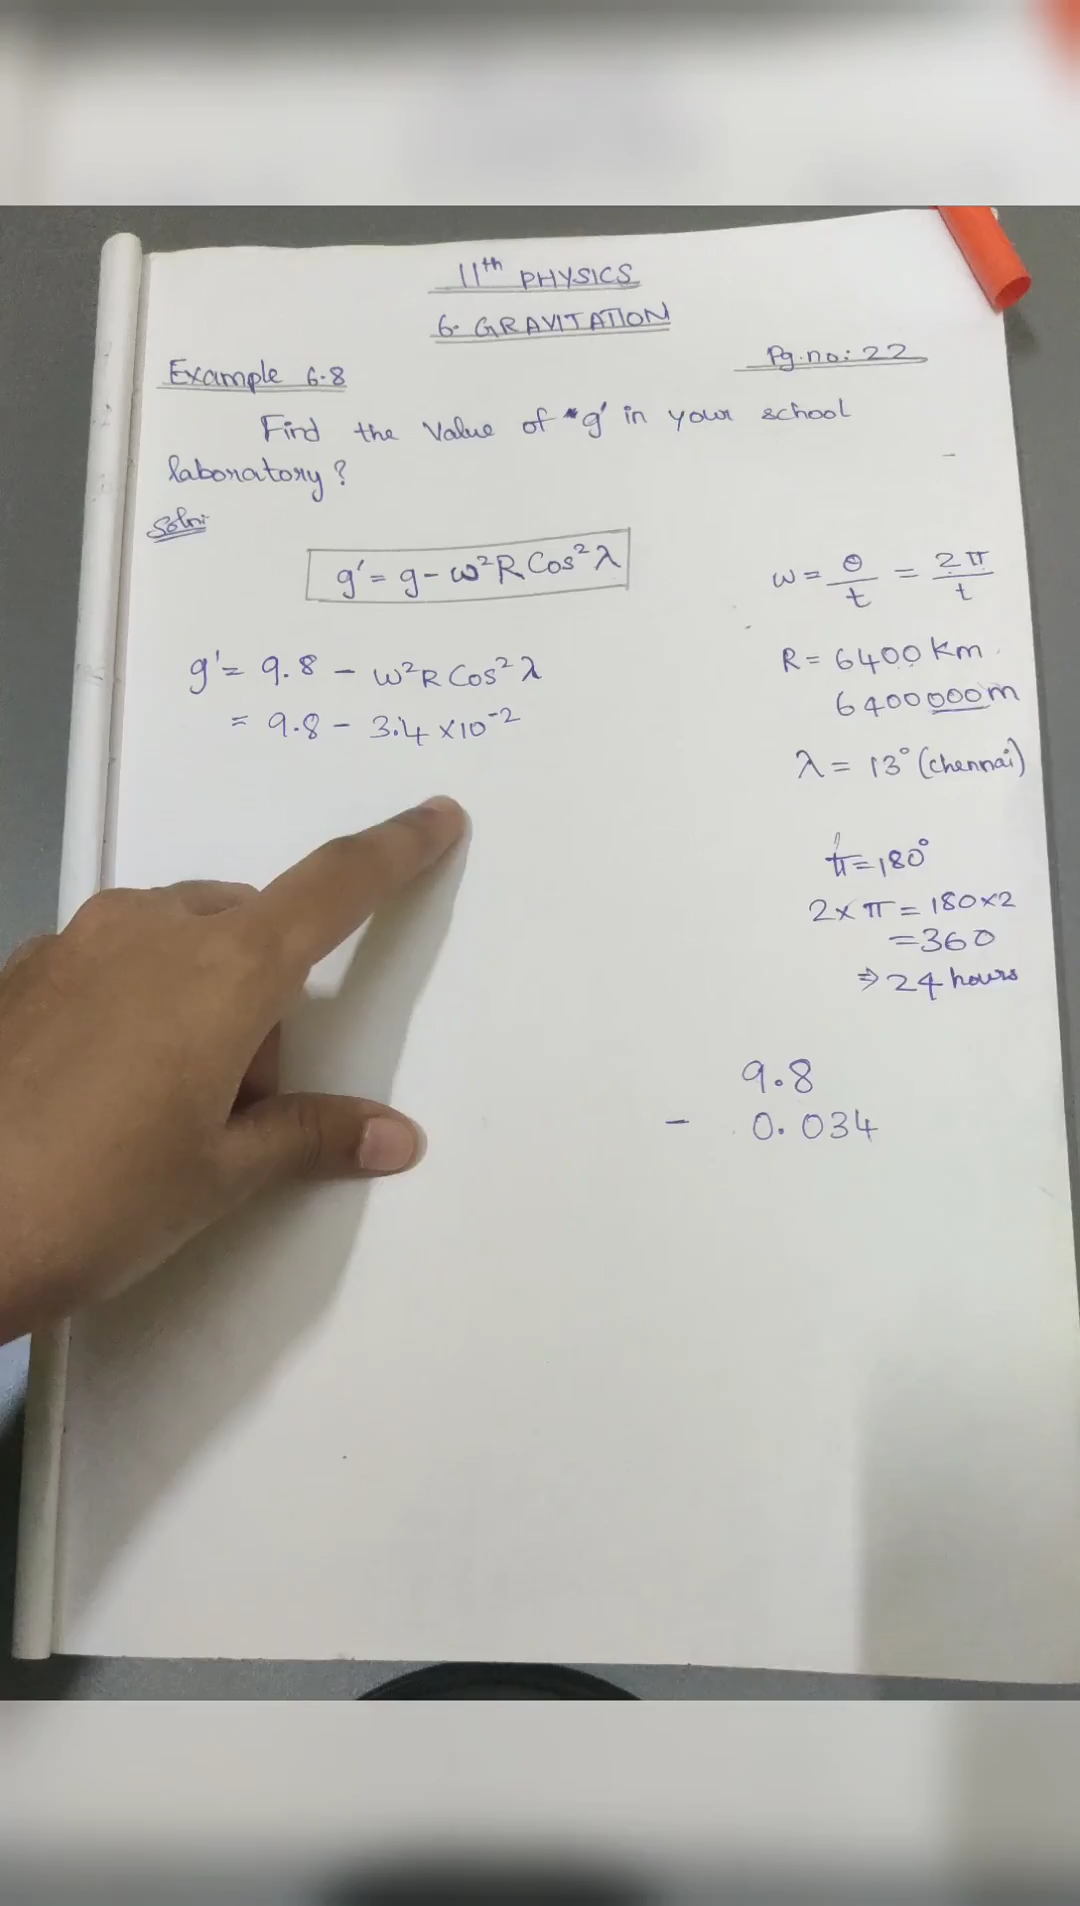 11th PHYSICS
6. GRAVITATION
Example 6.8
Pg.no: 22
Find the Value of "g' in your school
laboratory?
Soln:
g' = g - ω²R Cos²λ
g' = 9.8 - ω²R Cos²λ
= 9.8 - 3.4 × 10⁻²
ω = θ/t = 2π/t
R = 6400 Km
6400000m
λ = 13° (Chennai)
π = 180°
2 × π = 180×2
= 360
⇒ 24 hours
9.8
- 0.034